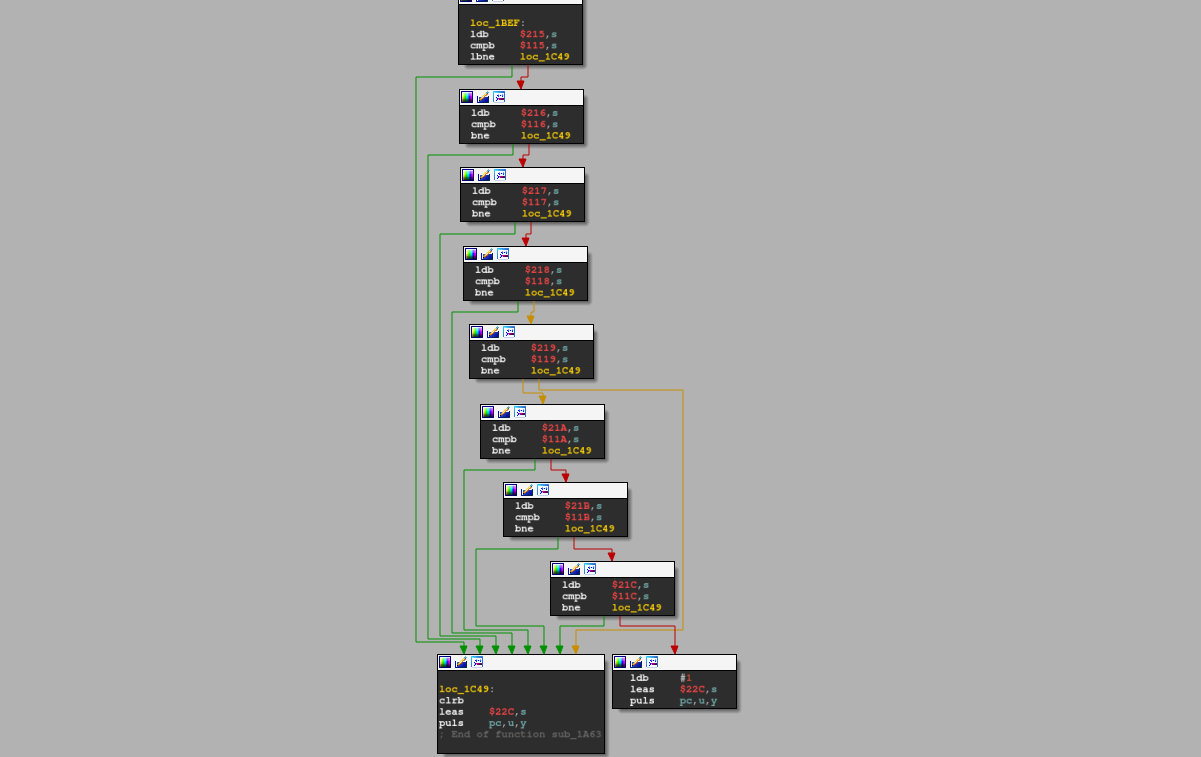 loc_1BEF:
ldb $215,s
cmpb $115,s
lbne loc_1C49
ldb $216,s
cmpb $116,s
bne loc_1C49
ldb $217,s
cmpb $117,s
bne loc_1C49
ldb $218,s
cmpb $118,s
bne loc_1C49
ldb $219,s
cmpb $119,s
bne loc_1C49
ldb $21A,s
cmpb $11A,s
bne loc_1C49
ldb $21B,s
cmpb $11B,s
bne loc_1C49
ldb $21C,s
cmpb $11C,s
bne loc_1C49
loc_1C49:
clrb
leas $22C,s
puls pc,u,y
; End of function sub_1A63
ldb #1
leas $22C,s
puls pc,u,y